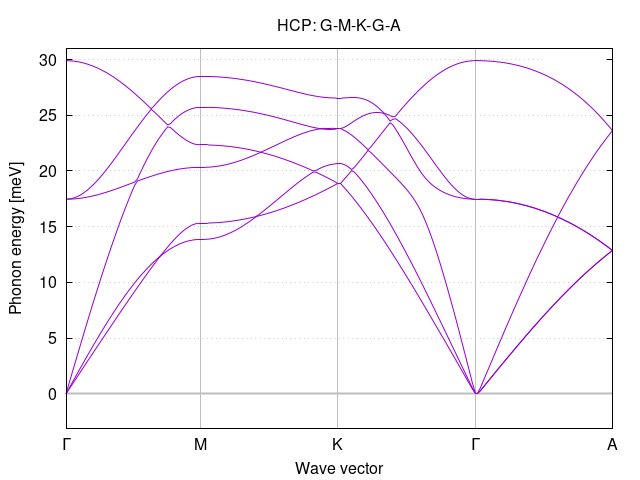 HCP: G-M-K-G-A
30
25
20
15
10
5
0
Phonon energy [meV]
Γ M K Γ A
Wave vector